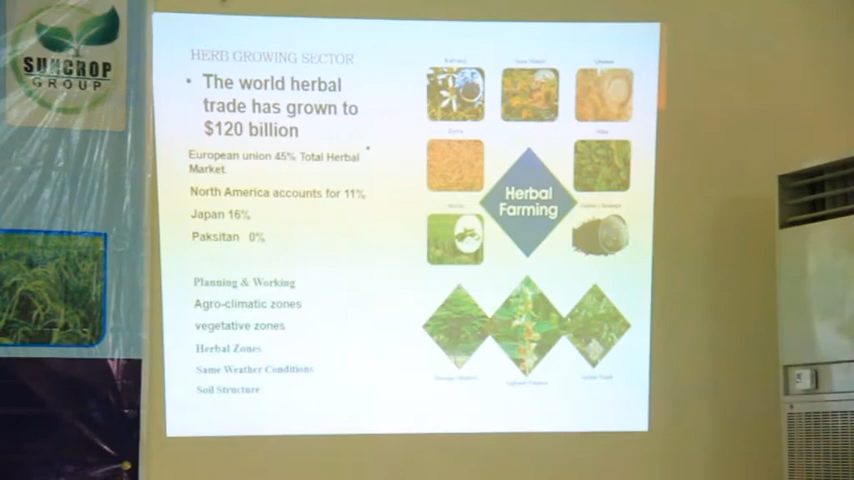 SUNCROP
GROUP
HERB GROWING SECTOR
• The world herbal
trade has grown to
$120 billion
European union 45% Total Herbal
Market.
North America accounts for 11%
Japan 16%
Paksitan 0%
Planning & Working
Agro-climatic zones
vegetative zones
Herbal Zones
Same Weather Conditions
Soil Structure
Herbal
Farming